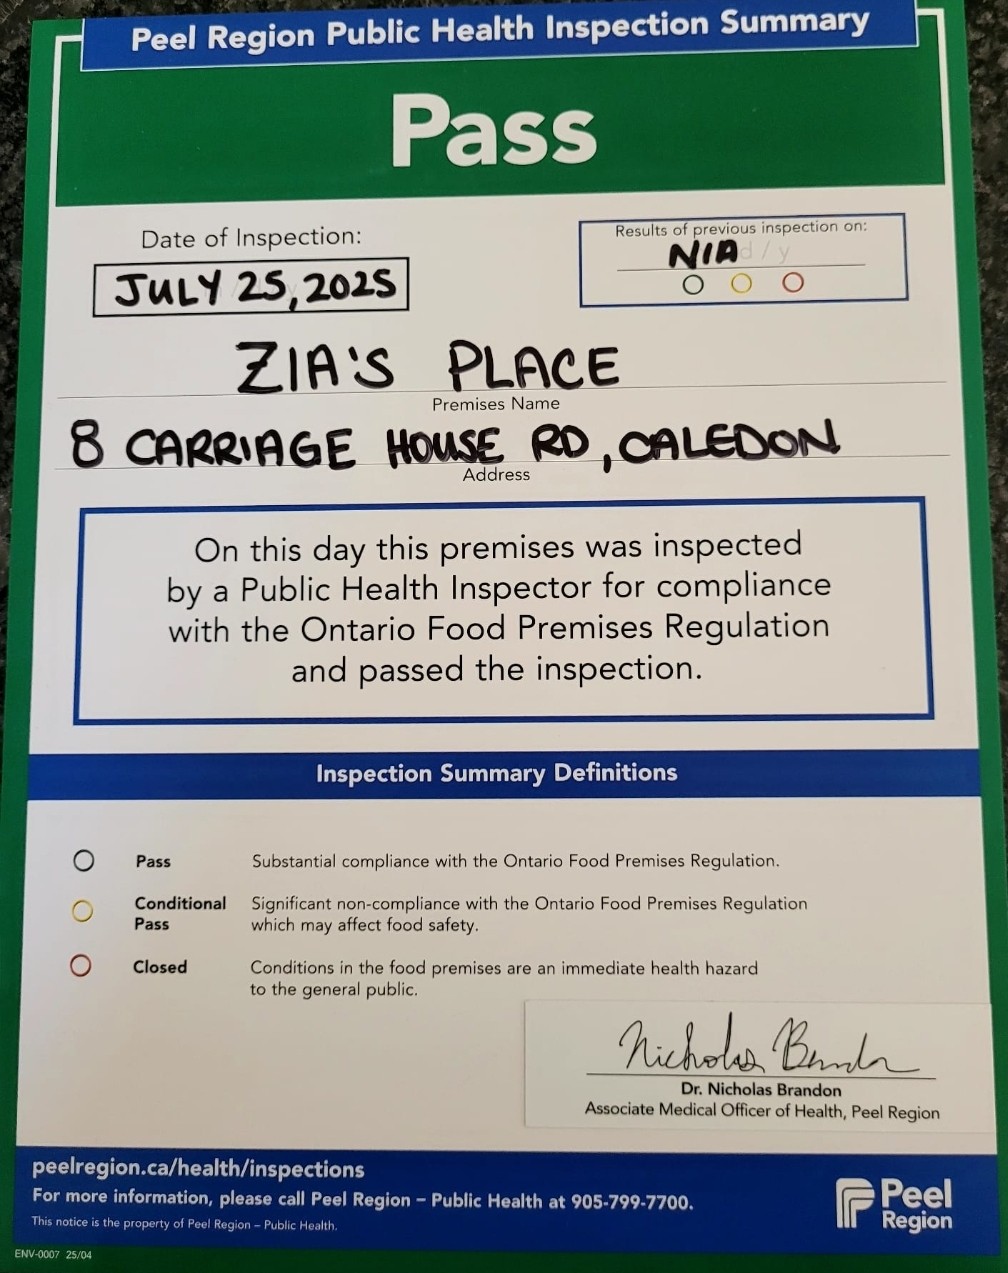 Peel Region Public Health Inspection Summary
Pass
Date of Inspection:
JULY 25, 2025
Results of previous inspection on:
N/A d / y
ZIA'S PLACE
Premises Name
8 CARRIAGE HOUSE RD, CALEDON
Address
On this day this premises was inspected
by a Public Health Inspector for compliance
with the Ontario Food Premises Regulation
and passed the inspection.
Inspection Summary Definitions
Pass Substantial compliance with the Ontario Food Premises Regulation.
Conditional Pass Significant non-compliance with the Ontario Food Premises Regulation
which may affect food safety.
Closed Conditions in the food premises are an immediate health hazard
to the general public.
Nicholas Brandon
Dr. Nicholas Brandon
Associate Medical Officer of Health, Peel Region
peelregion.ca/health/inspections
For more information, please call Peel Region – Public Health at 905-799-7700.
This notice is the property of Peel Region – Public Health.
Peel
Region
ENV-0007 25/04